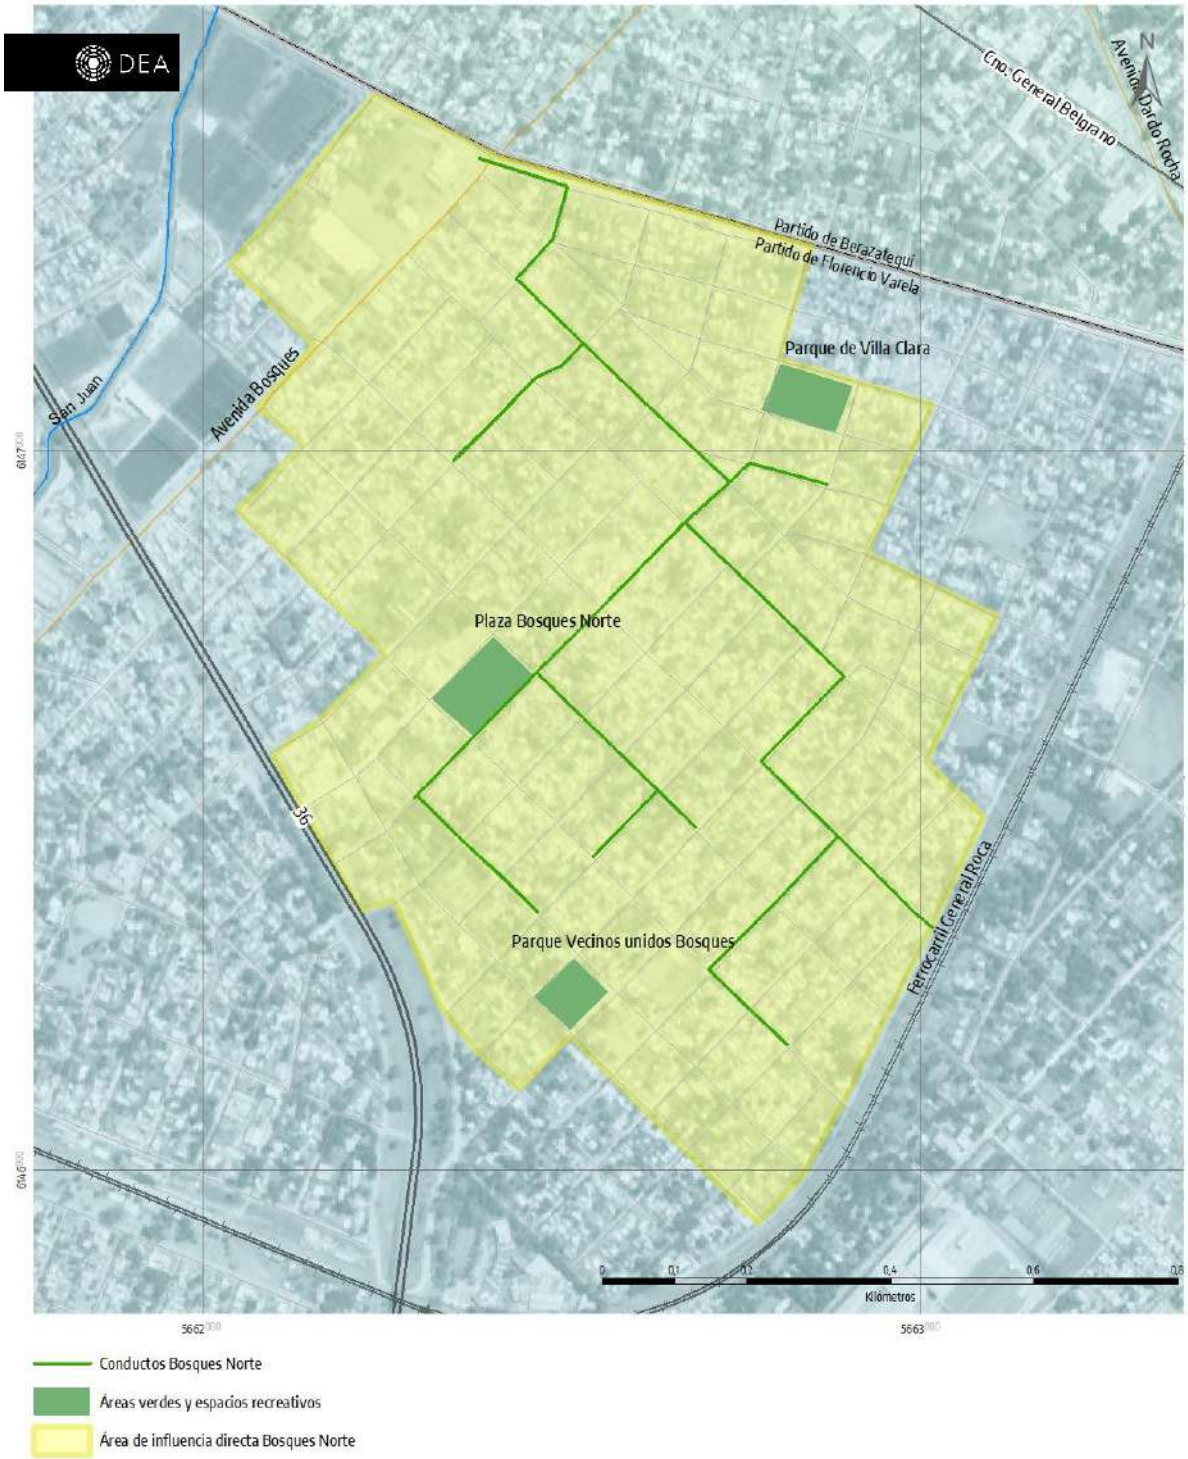 DEA
N
Cno. General Belgrano
Avenida Dardo Rocha
Partido de Berazategui
Partido de Florencio Varela
Parque de Villa Clara
San Juan
Avenida Bosques
6147000
Plaza Bosques Norte
36
Ferrocarril General Roca
Parque Vecinos unidos Bosques
6146000
0 0,1 0,2 0,4 0,6 0,8
Kilómetros
5662000 5663000
Conductos Bosques Norte
Áreas verdes y espacios recreativos
Área de influencia directa Bosques Norte